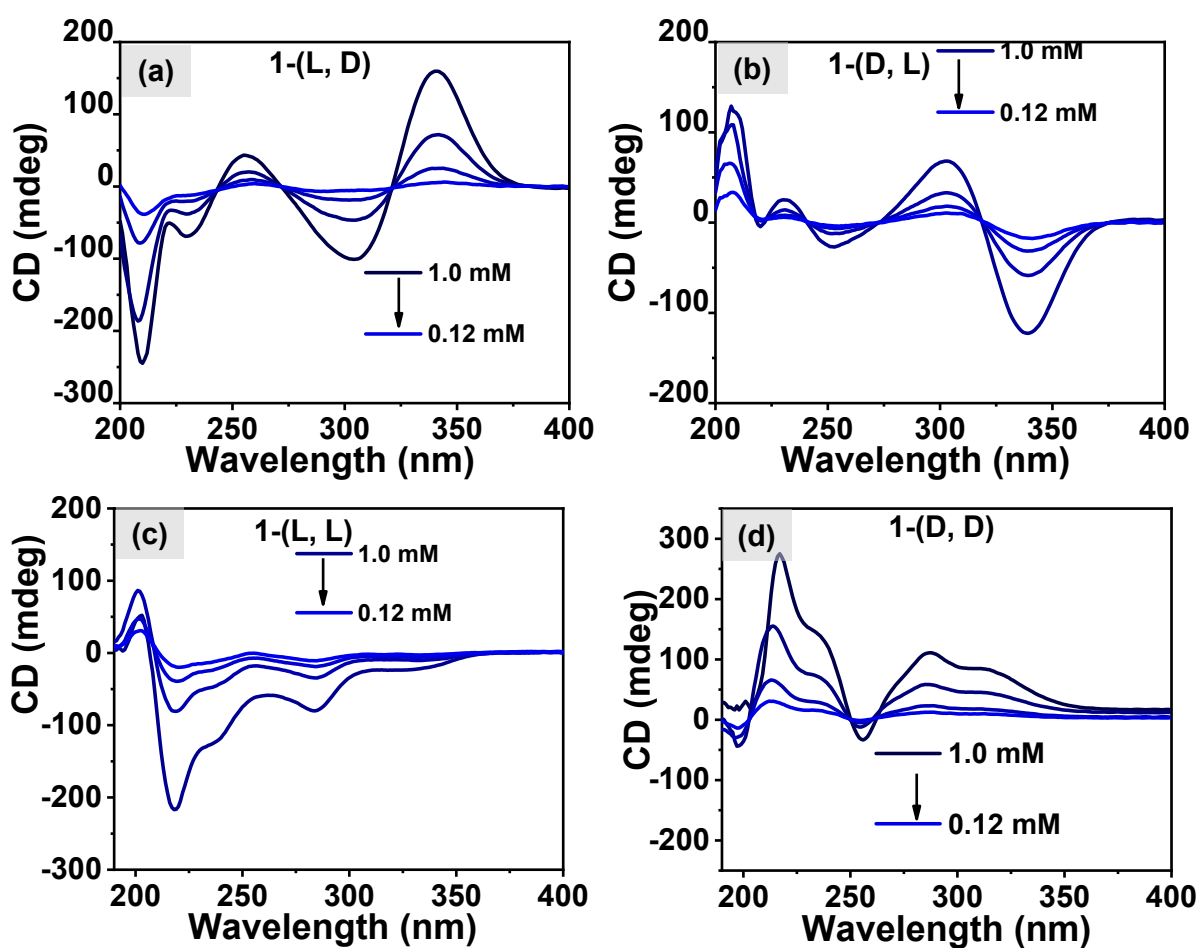 (a)
1-(L, D)
CD (mdeg)
200
100
0
-100
-200
-300
1.0 mM
0.12 mM
200 250 300 350 400
Wavelength (nm)
(b)
1-(D, L)
CD (mdeg)
200
100
0
-100
-200
1.0 mM
0.12 mM
200 250 300 350 400
Wavelength (nm)
(c)
1-(L, L)
CD (mdeg)
200
100
0
-100
-200
-300
1.0 mM
0.12 mM
200 250 300 350 400
Wavelength (nm)
(d)
1-(D, D)
CD (mdeg)
300
200
100
0
-100
-200
1.0 mM
0.12 mM
200 250 300 350 400
Wavelength (nm)